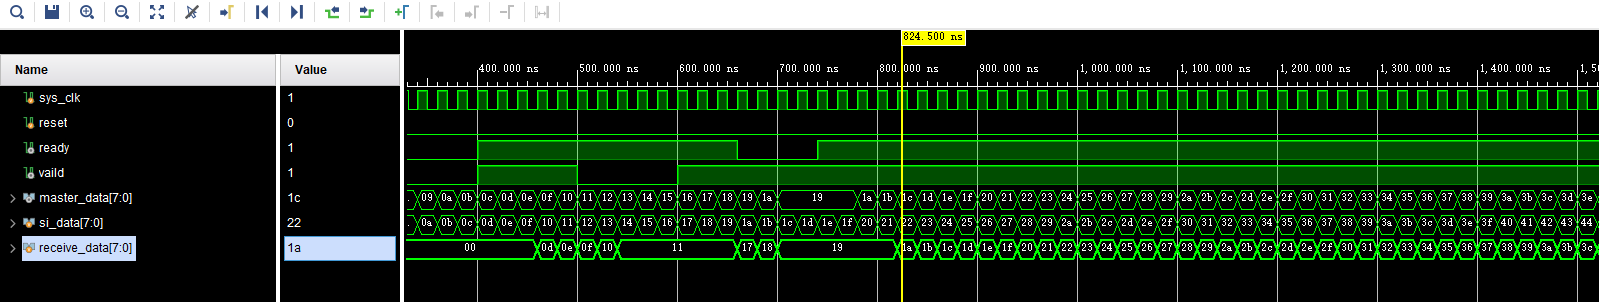 824.500 ns
Name Value
400.000 ns 500.000 ns 600.000 ns 700.000 ns 800.000 ns 900.000 ns 1,000.000 ns 1,100.000 ns 1,200.000 ns 1,300.000 ns 1,400.000 ns 1,5
sys_clk 1
reset 0
ready 1
vaild 1
master_data[7:0] 1c 09 0a 0b 0c 0d 0e 0f 10 11 12 13 14 15 16 17 18 19 1a 19 1a 1b 1c 1d 1e 1f 20 21 22 23 24 25 26 27 28 29 2a 2b 2c 2d 2e 2f 30 31 32 33 34 35 36 37 38 39 3a 3b 3c 3d 3e
si_data[7:0] 22 0a 0b 0c 0d 0e 0f 10 11 12 13 14 15 16 17 18 19 1a 1b 1c 1d 1e 1f 20 21 22 23 24 25 26 27 28 29 2a 2b 2c 2d 2e 2f 30 31 32 33 34 35 36 37 38 39 3a 3b 3c 3d 3e 3f 40 41 42 43 44
receive_data[7:0] 1a 00 0d 0e 0f 10 11 17 18 19 1a 1b 1c 1d 1e 1f 20 21 22 23 24 25 26 27 28 29 2a 2b 2c 2d 2e 2f 30 31 32 33 34 35 36 37 38 39 3a 3b 3c